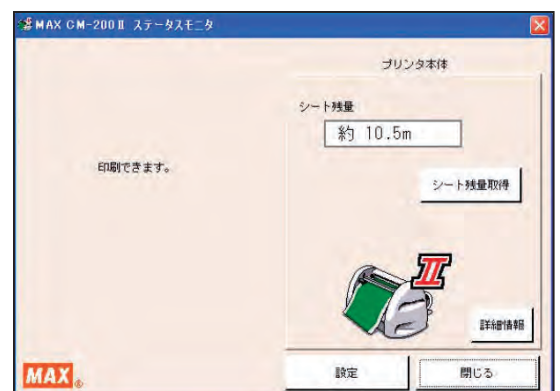 MAX CM-200Ⅱ ステータスモニタ
プリンタ本体
シート残量
約 10.5m
印刷できます。
シート残量取得
Ⅱ
詳細情報
MAX®
設定
閉じる